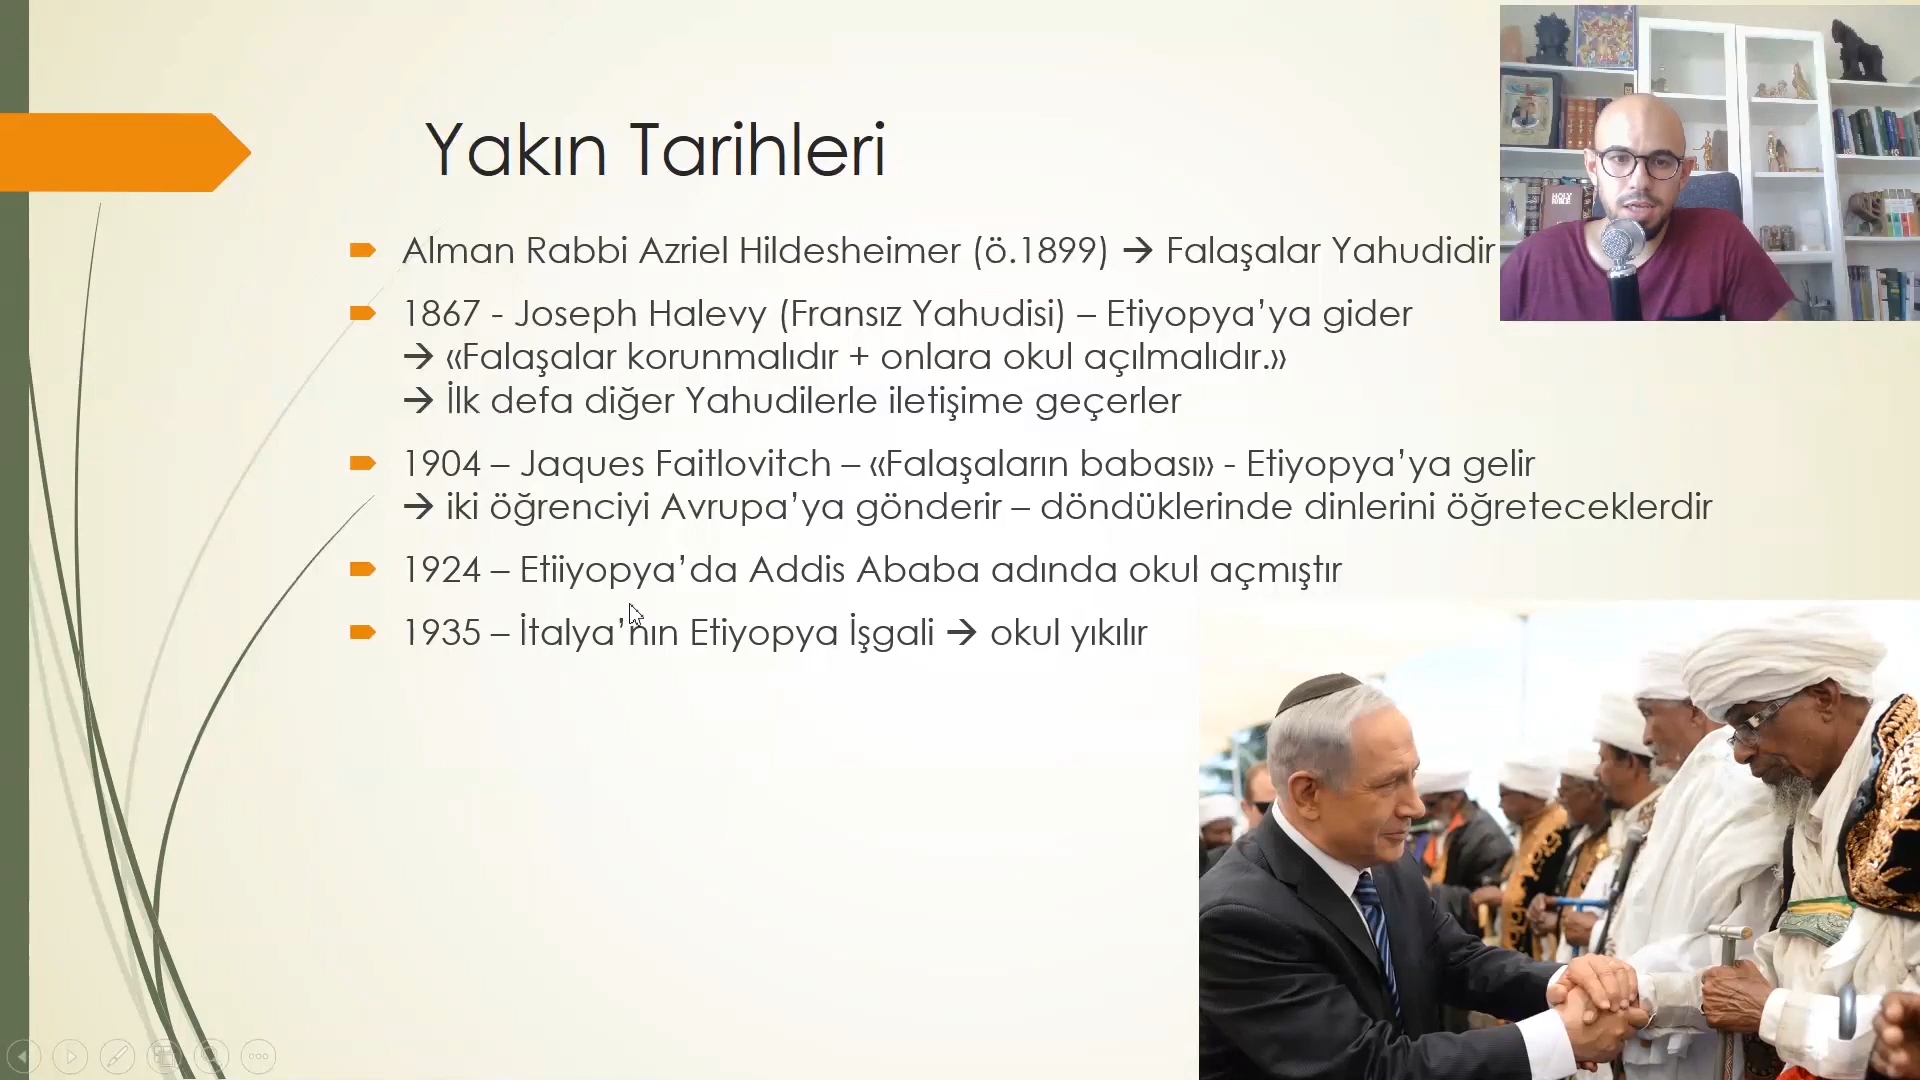 Yakın Tarihleri
Alman Rabbi Azriel Hildesheimer (ö.1899) → Falaşalar Yahudidir
1867 - Joseph Halevy (Fransız Yahudisi) – Etiyopya’ya gider
→ «Falaşalar korunmalıdır + onlara okul açılmalıdır.»
→ İlk defa diğer Yahudilerle iletişime geçerler
1904 – Jaques Faitlovitch – «Falaşaların babası» - Etiyopya’ya gelir
→ iki öğrenciyi Avrupa’ya gönderir – döndüklerinde dinlerini öğreteceklerdir
1924 – Etiiyopya’da Addis Ababa adında okul açmıştır
1935 – İtalya’nın Etiyopya İşgali → okul yıkılır
HOLY
BIBLE